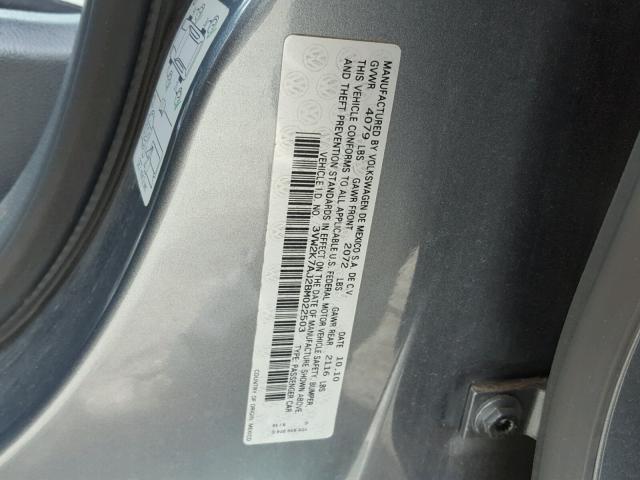 MANUFACTURED BY VOLKSWAGEN DE MEXICO S.A. DE C.V. DATE 10.10
GVWR 4079 LBS GAWR FRONT 2072 LBS GAWR REAR 2116 LBS
THIS VEHICLE CONFORMS TO ALL APPLICABLE U.S. FEDERAL MOTOR VEHICLE SAFETY, BUMPER
AND THEFT PREVENTION STANDARDS IN EFFECT ON THE DATE OF MANUFACTURE SHOWN ABOVE.
VEHICLE I.D. NO. 3VW2K7AJ2BM022503 TYPE: PASSENGER CAR
COUNTRY OF ORIGIN: MEXICO